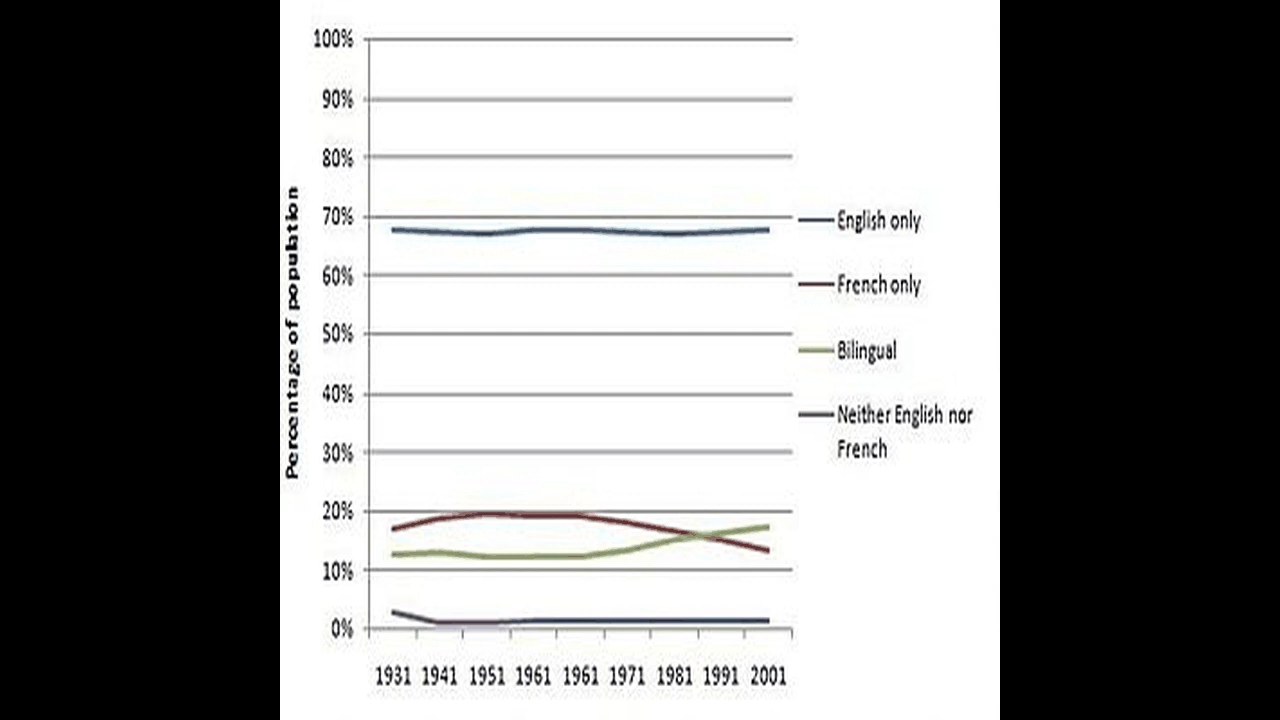 100%
90%
80%
70%
60%
50%
40%
30%
20%
10%
0%
Percentage of population
1931 1941 1951 1961 1961 1971 1981 1991 2001
English only
French only
Bilingual
Neither English nor
French